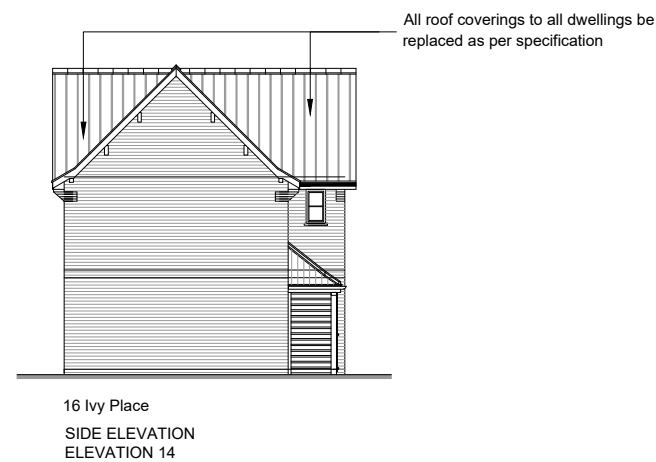 All roof coverings to all dwellings be
replaced as per specification
16 Ivy Place
SIDE ELEVATION
ELEVATION 14